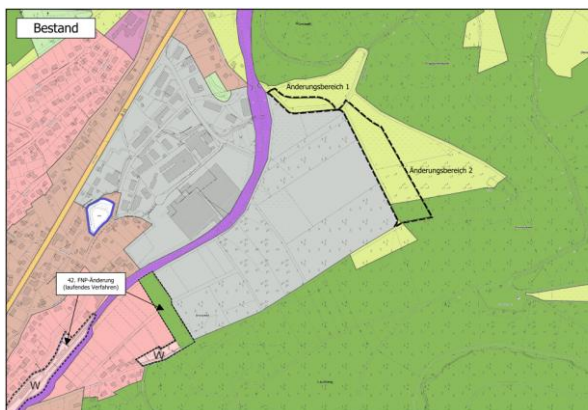 Bestand
Änderungsbereich 1
Änderungsbereich 2
42. FNP-Änderung
(laufendes Verfahren)
W
W